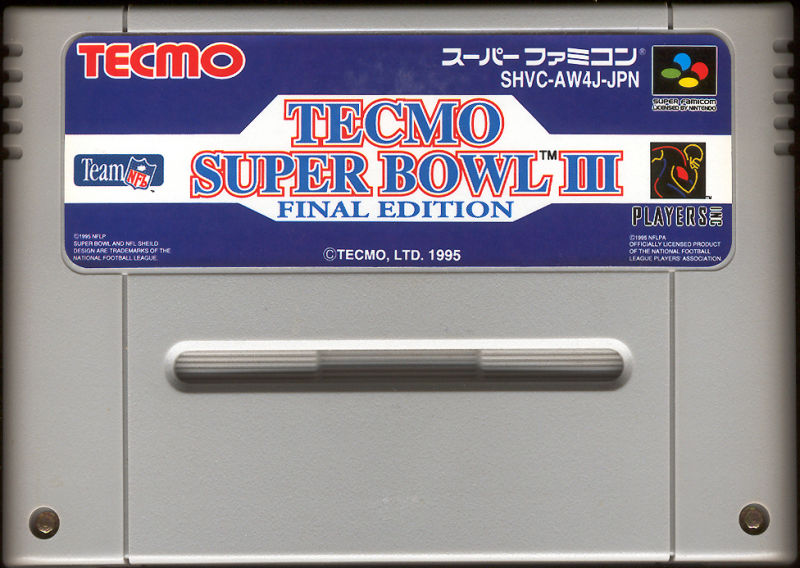 TECMO
スーパーファミコン®
SHVC-AW4J-JPN
SUPER FAMICOM
LICENSED BY NINTENDO
TECMO
SUPER BOWL™ III
FINAL EDITION
Team NFL
PLAYERS INC
©1995 NFLP
SUPER BOWL AND NFL SHEILD
DESIGN ARE TRADEMARKS OF THE
NATIONAL FOOTBALL LEAGUE.
©TECMO, LTD. 1995
©1995 NFLPA
OFFICIALLY LICENSED PRODUCT
OF THE NATIONAL FOOTBALL
LEAGUE PLAYERS' ASSOCIATION.